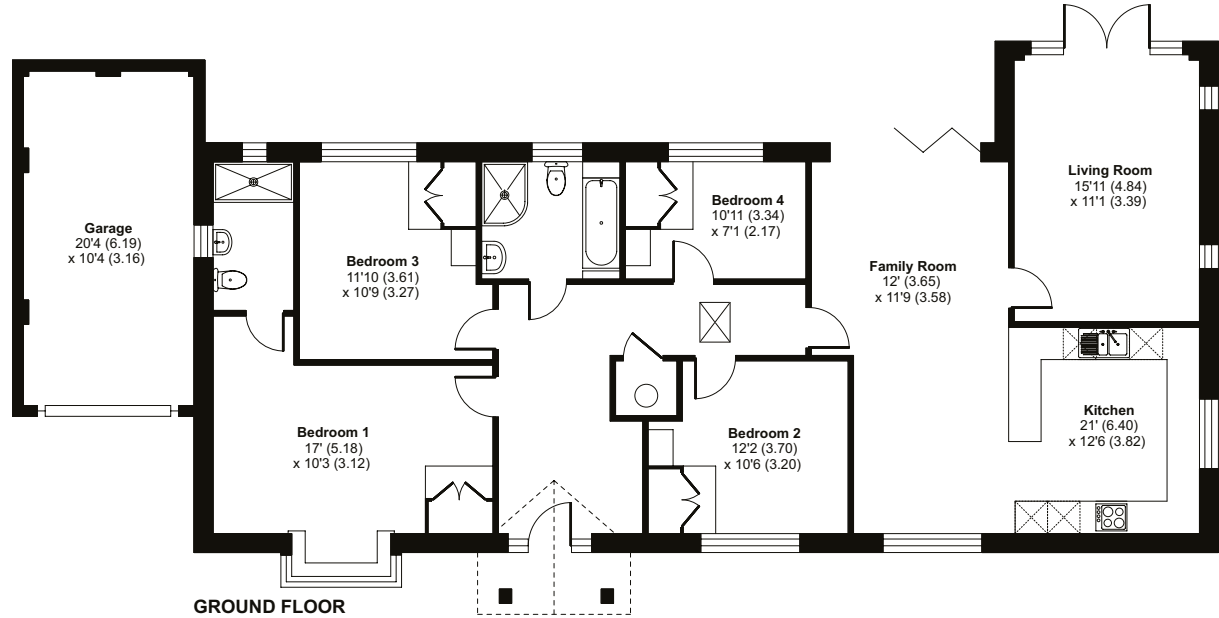 Garage
20'4 (6.19)
x 10'4 (3.16)
Bedroom 3
11'10 (3.61)
x 10'9 (3.27)
Bedroom 4
10'11 (3.34)
x 7'1 (2.17)
Family Room
12' (3.65)
x 11'9 (3.58)
Living Room
15'11 (4.84)
x 11'1 (3.39)
Bedroom 1
17' (5.18)
x 10'3 (3.12)
Bedroom 2
12'2 (3.70)
x 10'6 (3.20)
Kitchen
21' (6.40)
x 12'6 (3.82)
GROUND FLOOR